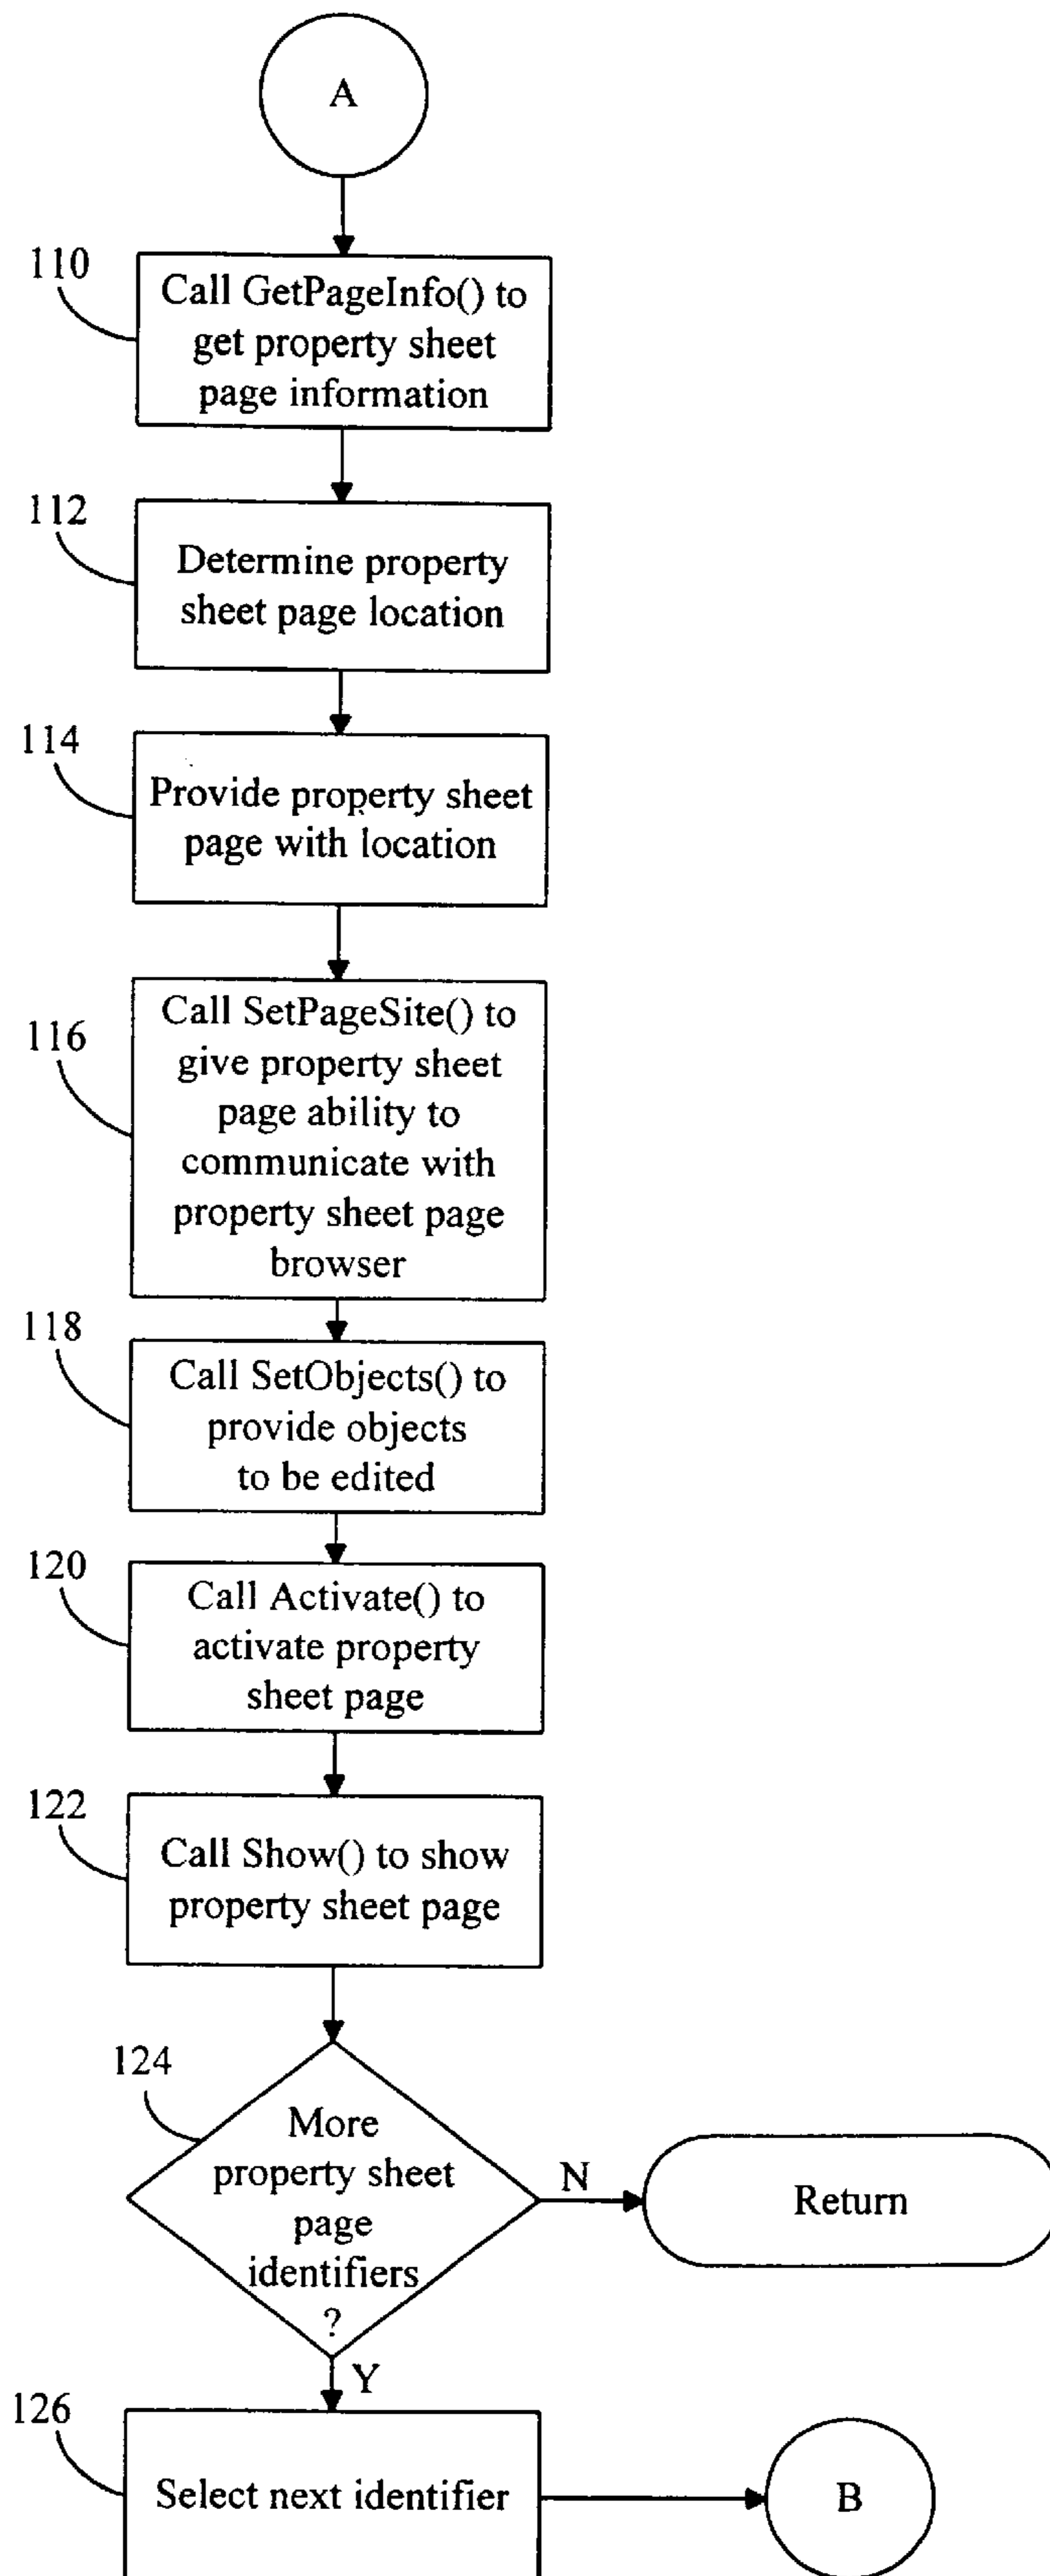 A
110
Call GetPageInfo() to
get property sheet
page information
112
Determine property
sheet page location
114
Provide property sheet
page with location
116
Call SetPageSite() to
give property sheet
page ability to
communicate with
property sheet page
browser
118
Call SetObjects() to
provide objects
to be edited
120
Call Activate() to
activate property
sheet page
122
Call Show() to show
property sheet page
124
More
property sheet
page
identifiers
?
N
Return
Y
126
Select next identifier
B